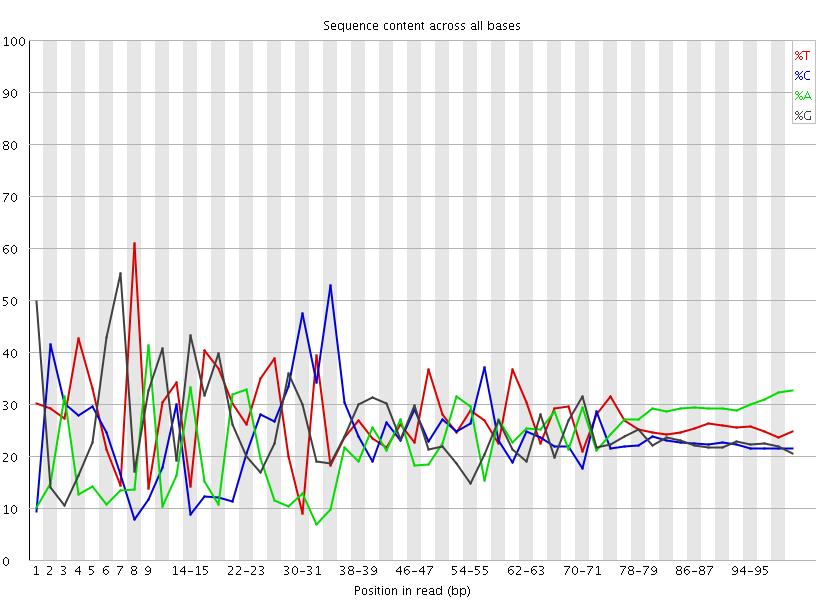 Sequence content across all bases
100
90
80
70
60
50
40
30
20
10
0
%T
%C
%A
%G
1 2 3 4 5 6 7 8 9 14-15 22-23 30-31 38-39 46-47 54-55 62-63 70-71 78-79 86-87 94-95
Position in read (bp)